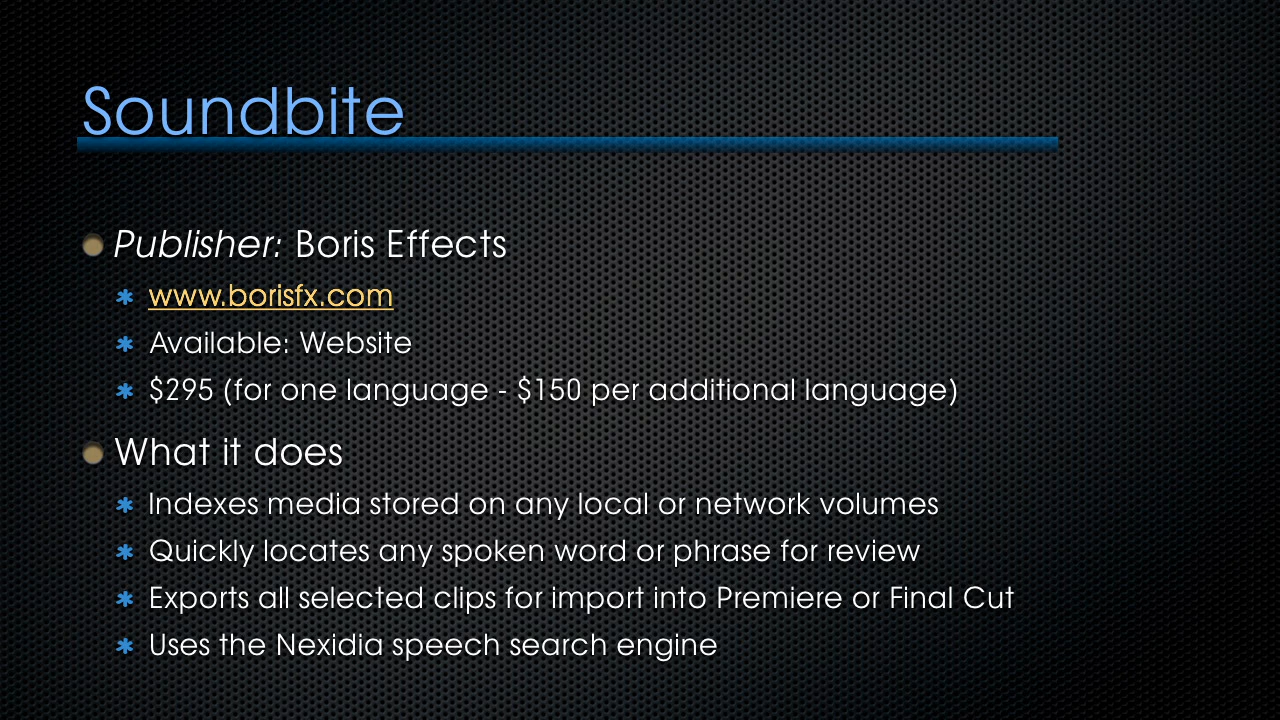 Soundbite
Publisher: Boris Effects
www.borisfx.com
Available: Website
$295 (for one language - $150 per additional language)
What it does
Indexes media stored on any local or network volumes
Quickly locates any spoken word or phrase for review
Exports all selected clips for import into Premiere or Final Cut
Uses the Nexidia speech search engine